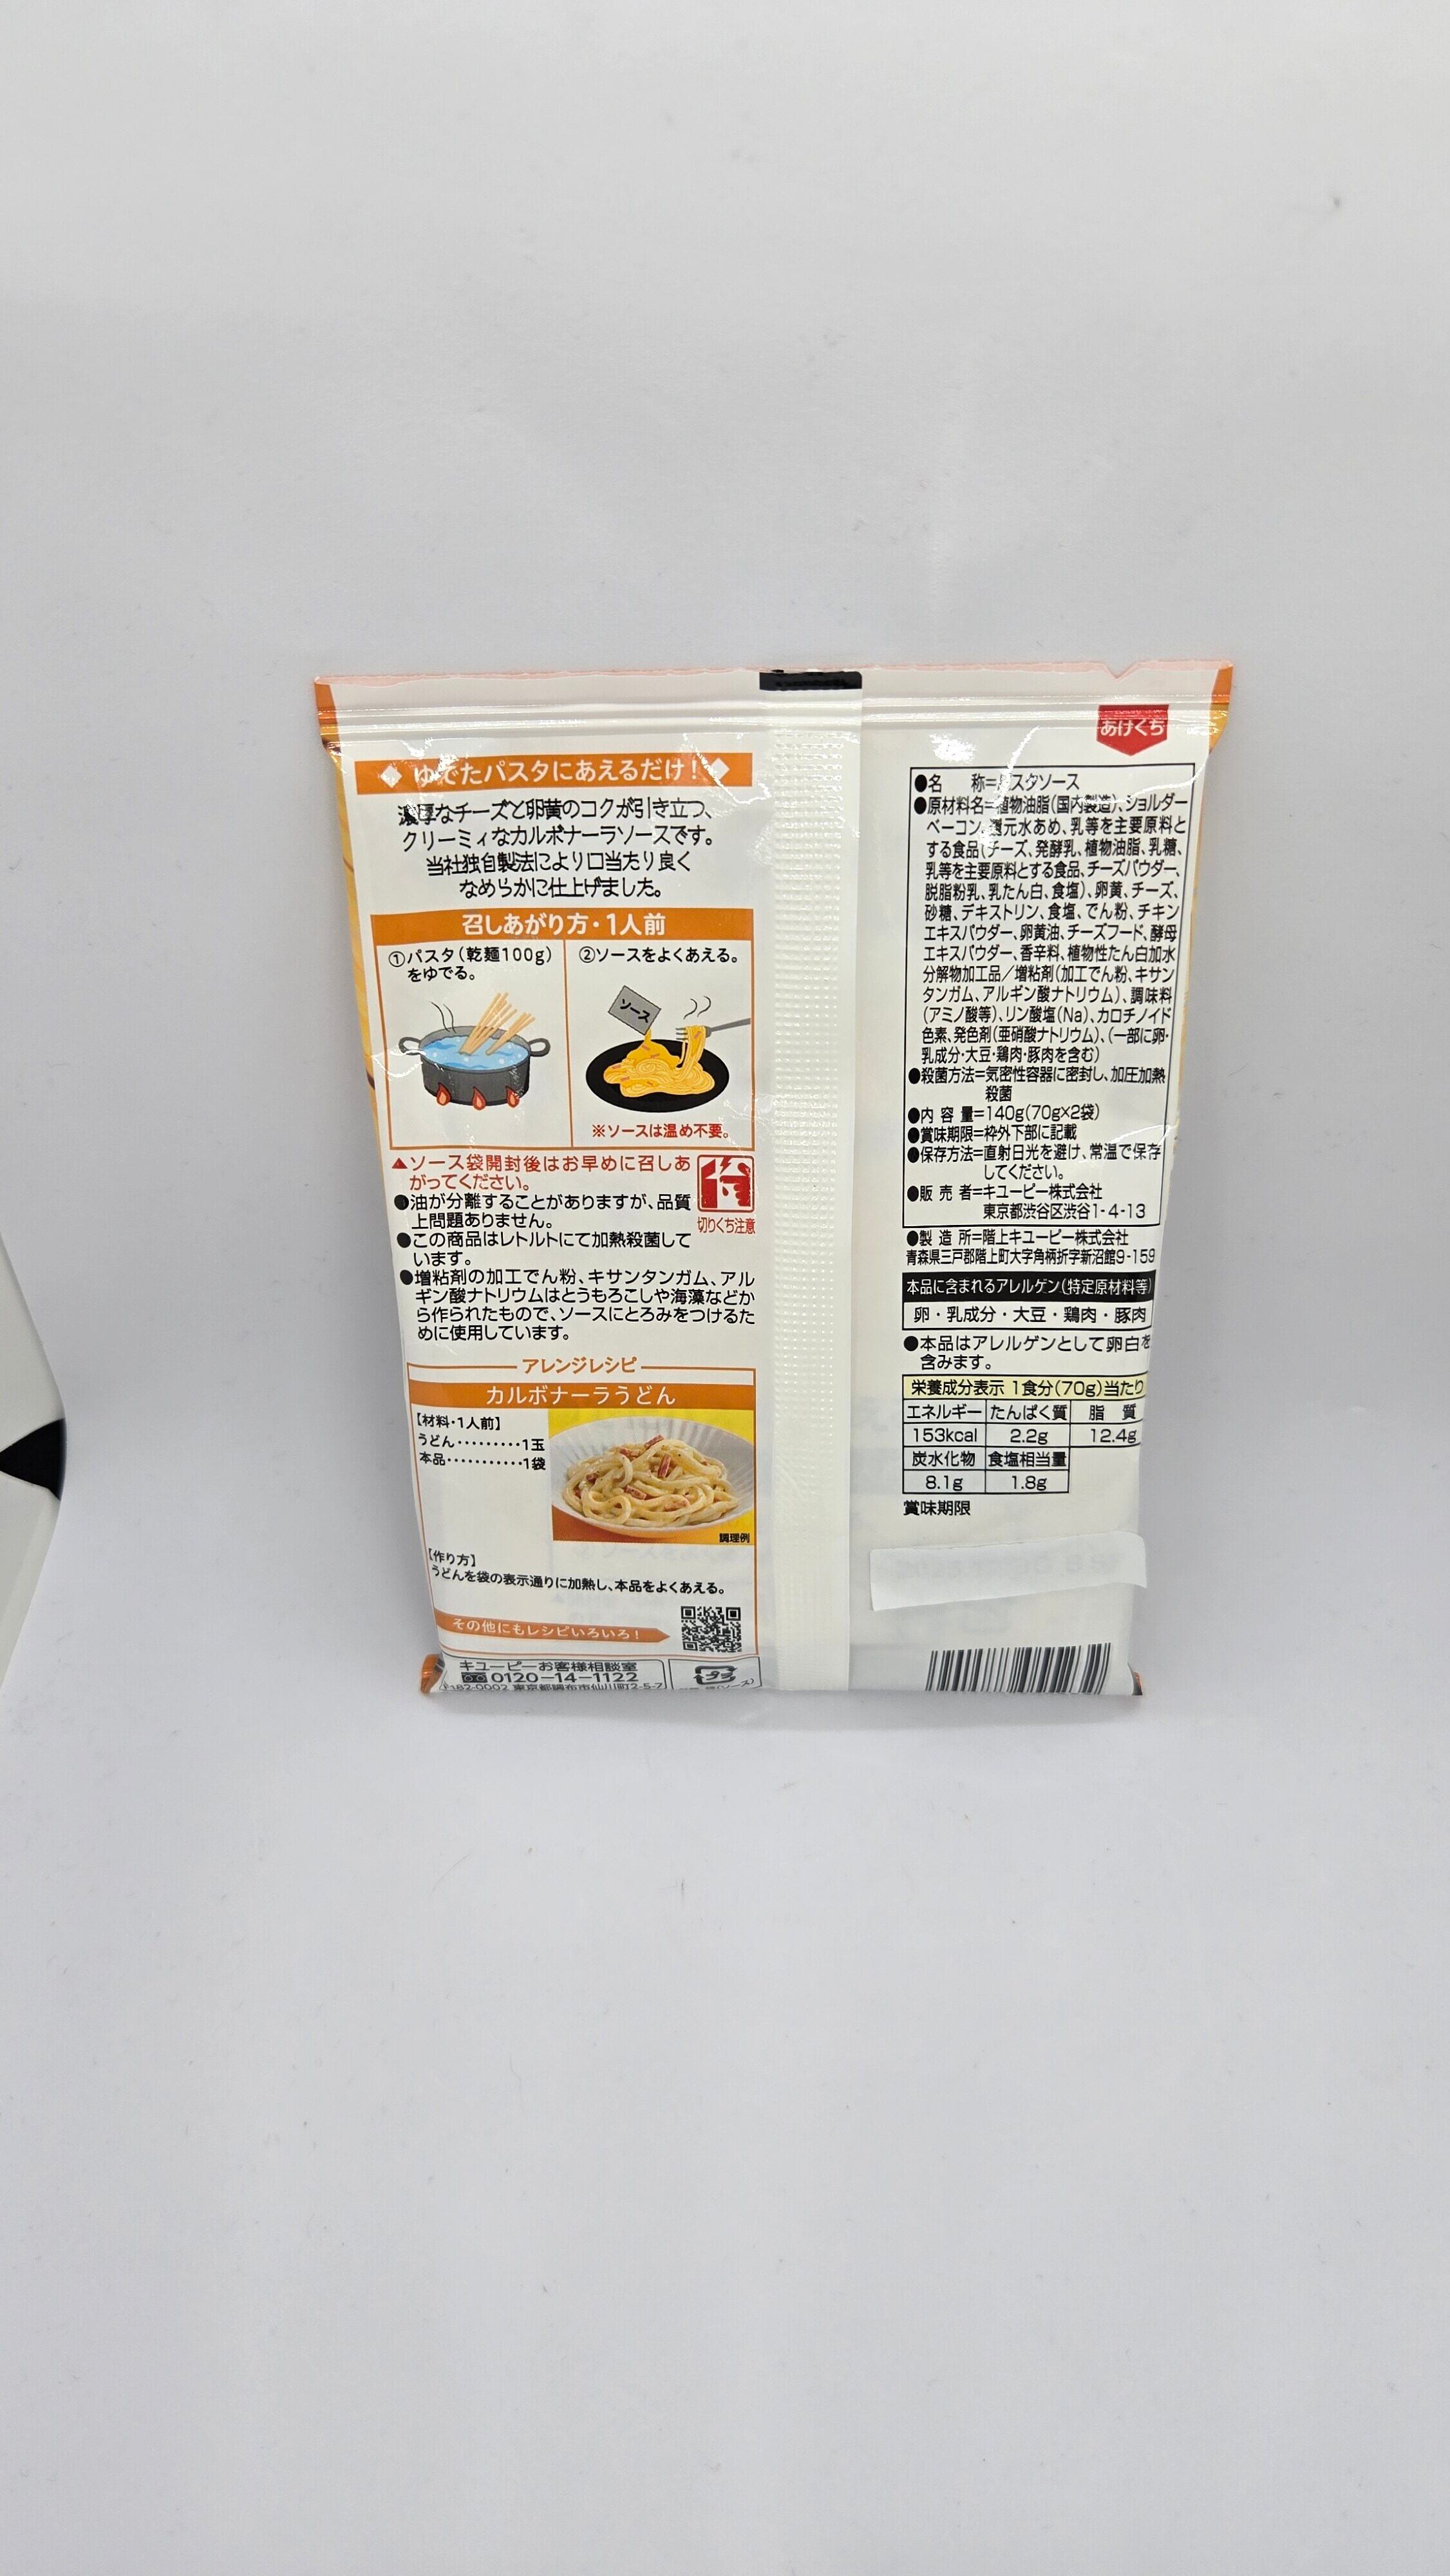 あけくち
◆ ゆでたパスタにあえるだけ! ◆
濃厚なチーズと卵黄のコクが引き立つ、
クリーミィなカルボナーラソースです。
当社独自製法により口当たり良く
なめらかに仕上げました。
召しあがり方・1人前
①パスタ(乾麺100g)
をゆでる。
②ソースをよくあえる。
ソース
※ソースは温め不要。
▲ソース袋開封後はお早めに召しあ
がってください。
●油が分離することがありますが、品質
上問題ありません。
●この商品はレトルトにて加熱殺菌して
います。
切りくち注意
●増粘剤の加工でん粉、キサンタンガム、アル
ギン酸ナトリウムはとうもろこしや海藻などか
ら作られたもので、ソースにとろみをつけるた
めに使用しています。
アレンジレシピ
カルボナーラうどん
【材料・1人前】
うどん・・・・・・・・・1玉
本品・・・・・・・・・・・1袋
調理例
【作り方】
うどんを袋の表示通りに加熱し、本品をよくあえる。
その他にもレシピいろいろ!
キユーピーお客様相談室
0120-14-1122
〒182-0002 東京都調布市仙川町2-5-7
●名　称=パスタソース
●原材料名=植物油脂(国内製造)、ショルダー
ベーコン、還元水あめ、乳等を主要原料と
する食品(チーズ、発酵乳、植物油脂、乳糖、
乳等を主要原料とする食品、チーズパウダー、
脱脂粉乳、乳たん白、食塩)、卵黄、チーズ、
砂糖、デキストリン、食塩、でん粉、チキン
エキスパウダー、卵黄油、チーズフード、酵母
エキスパウダー、香辛料、植物性たん白加水
分解物加工品/増粘剤(加工でん粉、キサン
タンガム、アルギン酸ナトリウム)、調味料
(アミノ酸等)、リン酸塩(Na)、カロチノイド
色素、発色剤(亜硝酸ナトリウム)、(一部に卵・
乳成分・大豆・鶏肉・豚肉を含む)
●殺菌方法=気密性容器に密封し、加圧加熱
殺菌
●内 容 量=140g(70g×2袋)
●賞味期限=枠外下部に記載
●保存方法=直射日光を避け、常温で保存
してください。
●販 売 者=キユーピー株式会社
東京都渋谷区渋谷1-4-13
●製 造 所=階上キユーピー株式会社
青森県三戸郡階上町大字角柄折字新沼館9-159
本品に含まれるアレルゲン(特定原材料等)
卵・乳成分・大豆・鶏肉・豚肉
●本品はアレルゲンとして卵白を
含みます。
栄養成分表示 1食分(70g)当たり
エネルギー たんぱく質 脂　質
153kcal 2.2g 12.4g
炭水化物 食塩相当量
8.1g 1.8g
賞味期限